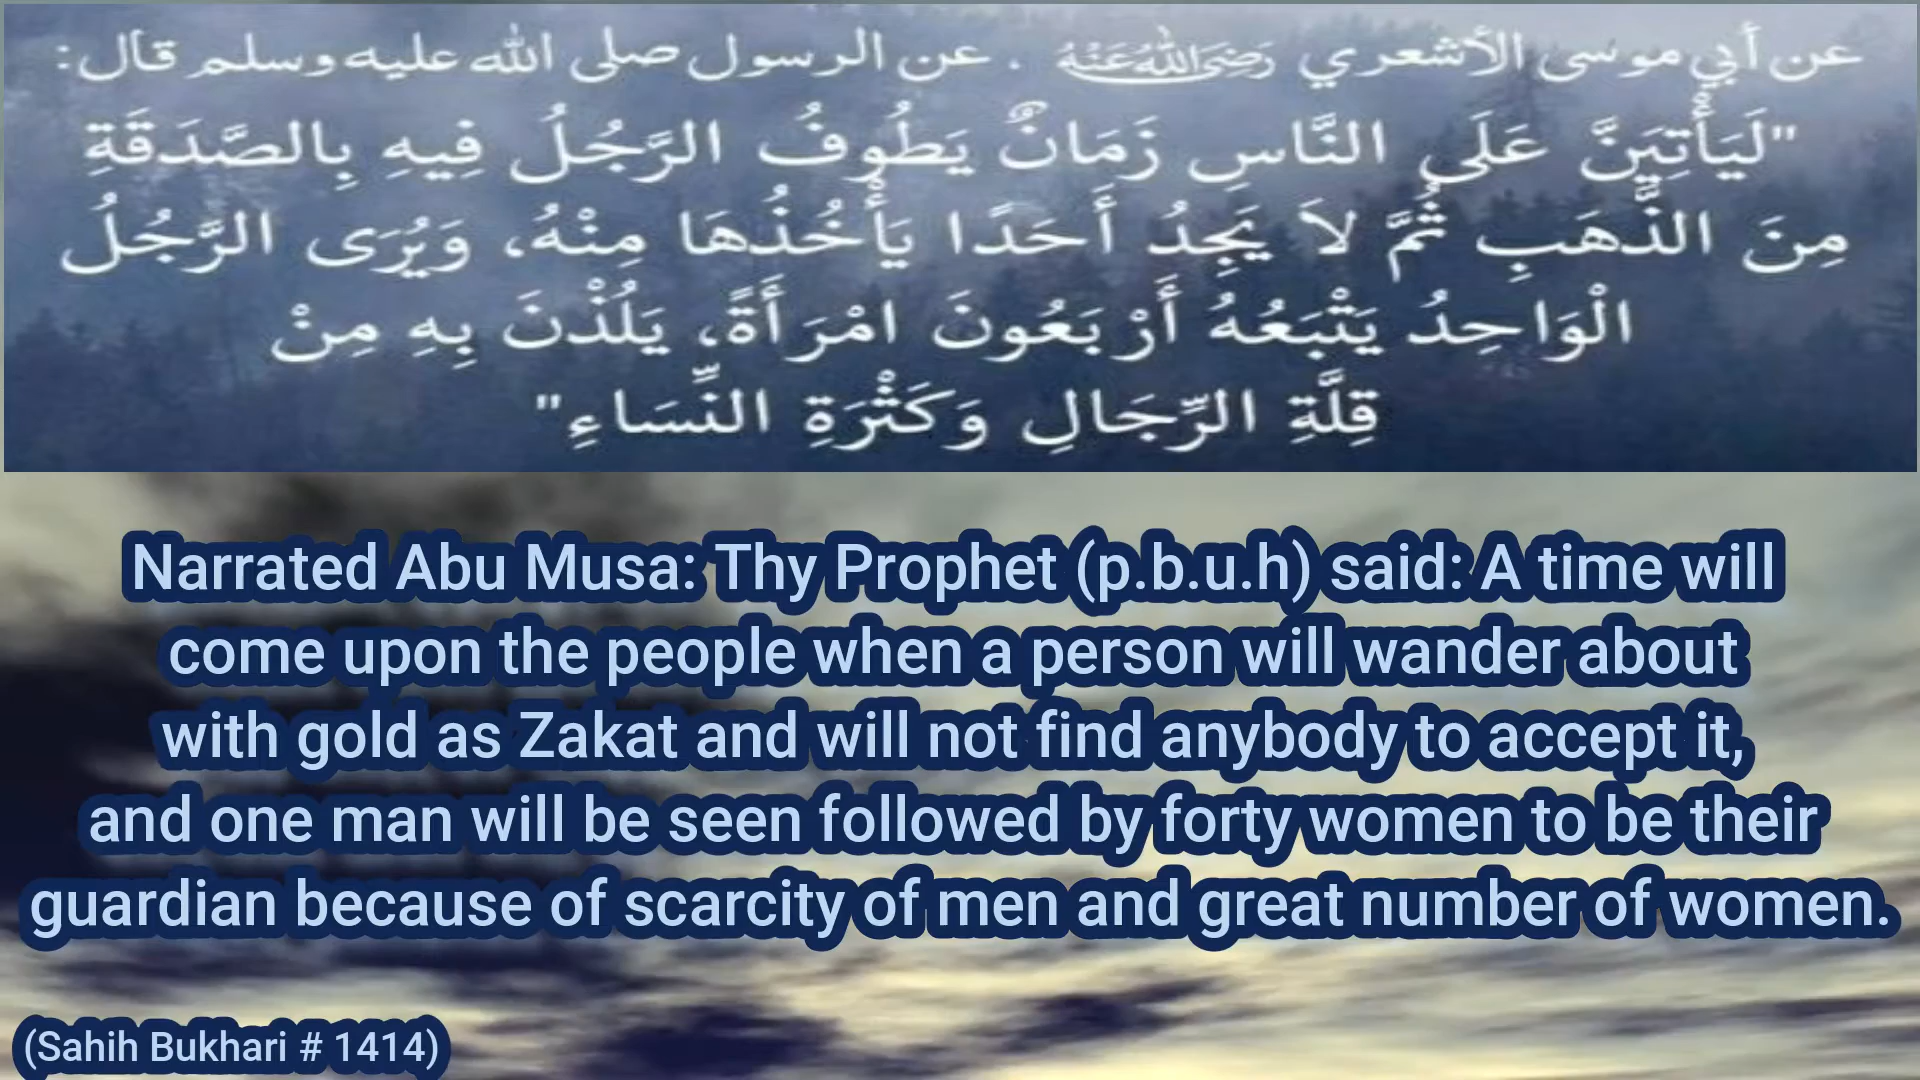 عن أبي موسى الأشعري رَضِيَ اللهُ عَنْهُ . عن الرسول صلى الله عليه وسلم قال:
"لَيَأْتِيَنَّ عَلَى النَّاسِ زَمَانٌ يَطُوفُ الرَّجُلُ فِيهِ بِالصَّدَقَةِ
مِنَ الذَّهَبِ ثُمَّ لاَ يَجِدُ أَحَدًا يَأْخُذُهَا مِنْهُ، وَيُرَى الرَّجُلُ
الْوَاحِدُ يَتْبَعُهُ أَرْبَعُونَ امْرَأَةً، يَلُذْنَ بِهِ مِنْ
قِلَّةِ الرِّجَالِ وَكَثْرَةِ النِّسَاءِ"
Narrated Abu Musa: Thy Prophet (p.b.u.h) said: A time will
come upon the people when a person will wander about
with gold as Zakat and will not find anybody to accept it,
and one man will be seen followed by forty women to be their
guardian because of scarcity of men and great number of women.
(Sahih Bukhari # 1414)